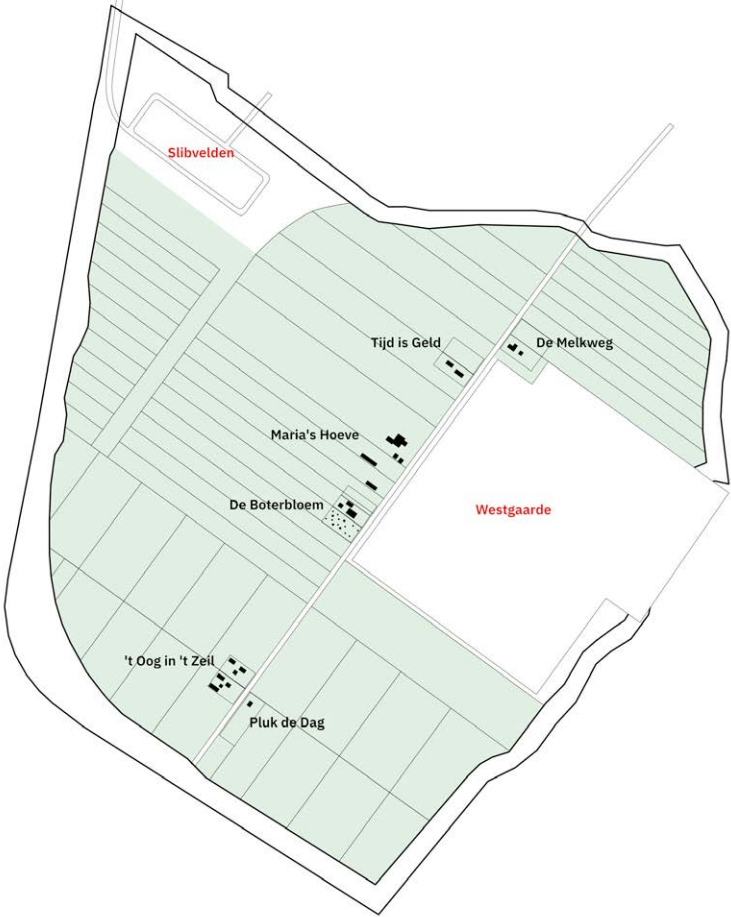 Slibvelden
Tijd is Geld
De Melkweg
Maria's Hoeve
De Boterbloem
Westgaarde
't Oog in 't Zeil
Pluk de Dag